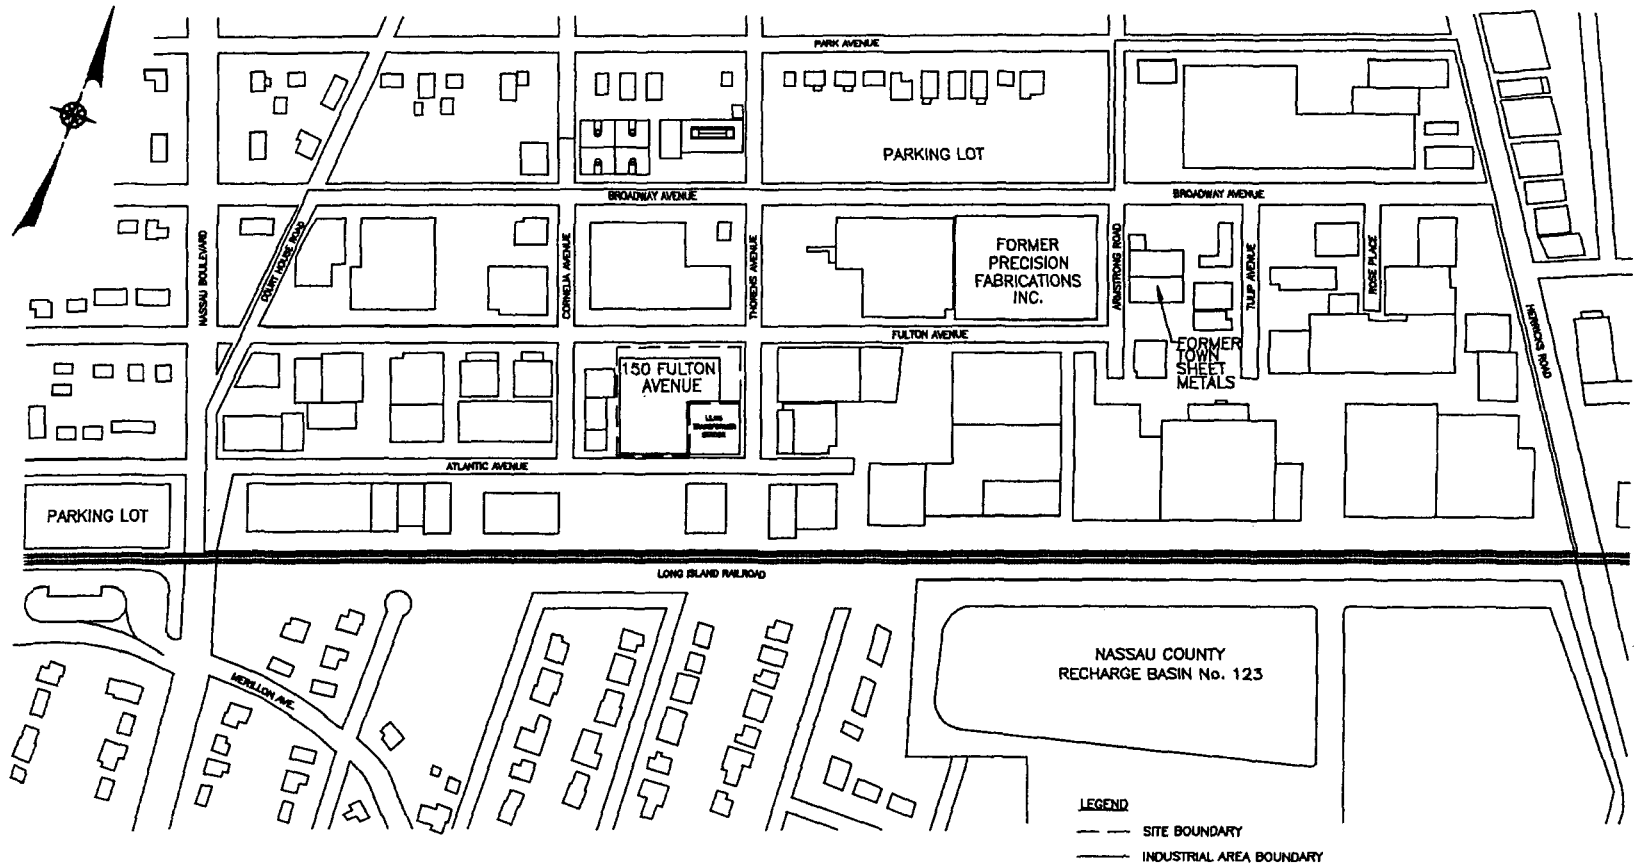 PARK AVENUE
PARKING LOT
BROADWAY AVENUE
BROADWAY AVENUE
NASSAU BOULEVARD
COURT HOUSE ROAD
CORNELIA AVENUE
THORENS AVENUE
FORMER
PRECISION
FABRICATIONS
INC.
ARMSTRONG ROAD
TULIP AVENUE
ROSE PLACE
HERRICKS ROAD
FULTON AVENUE
FORMER
TOWN
SHEET
METALS
150 FULTON
AVENUE
TRANSFORMER
STATION
ATLANTIC AVENUE
PARKING LOT
LONG ISLAND RAILROAD
MERILLON AVE.
NASSAU COUNTY
RECHARGE BASIN No. 123
LEGEND
SITE BOUNDARY
INDUSTRIAL AREA BOUNDARY